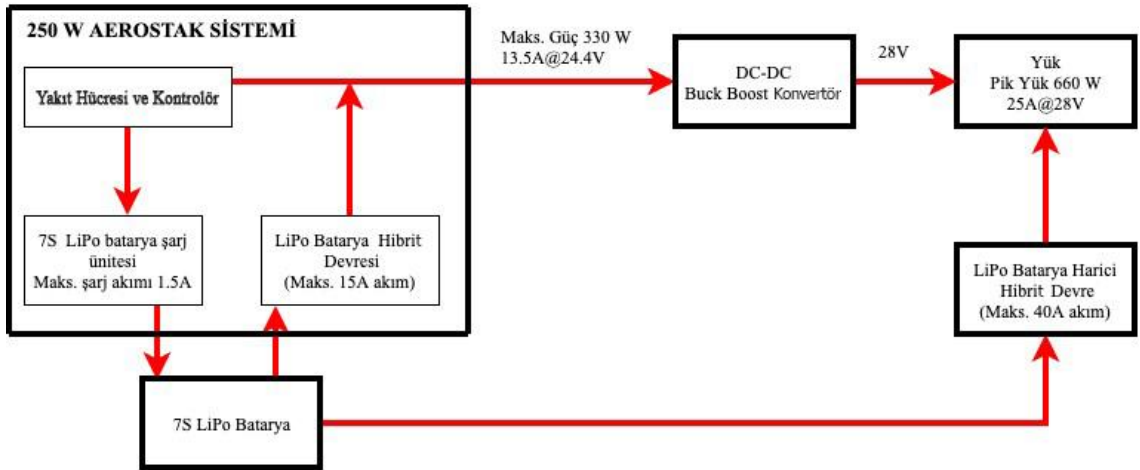 250 W AEROSTAK SİSTEMİ
Yakıt Hücresi ve Kontrolör
7S LiPo batarya şarj
ünitesi
Maks. şarj akımı 1.5A
LiPo Batarya Hibrit
Devresi
(Maks. 15A akım)
7S LiPo Batarya
Maks. Güç 330 W
13.5A@24.4V
DC-DC
Buck Boost Konvertör
28V
Yük
Pik Yük 660 W
25A@28V
LiPo Batarya Harici
Hibrit Devre
(Maks. 40A akım)